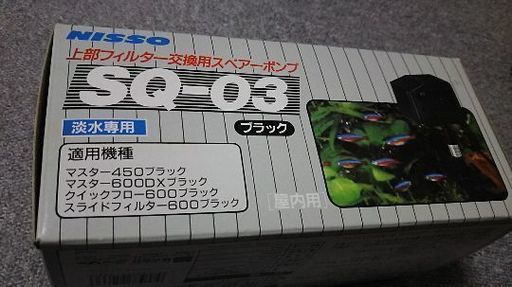 NISSO
上部フィルター交換用スペアーポンプ
SQ-03
淡水専用
ブラック
適用機種
マスター450ブラック
マスター600DXブラック
クイックフロー600ブラック
スライドフィルター600ブラック
[屋内用]